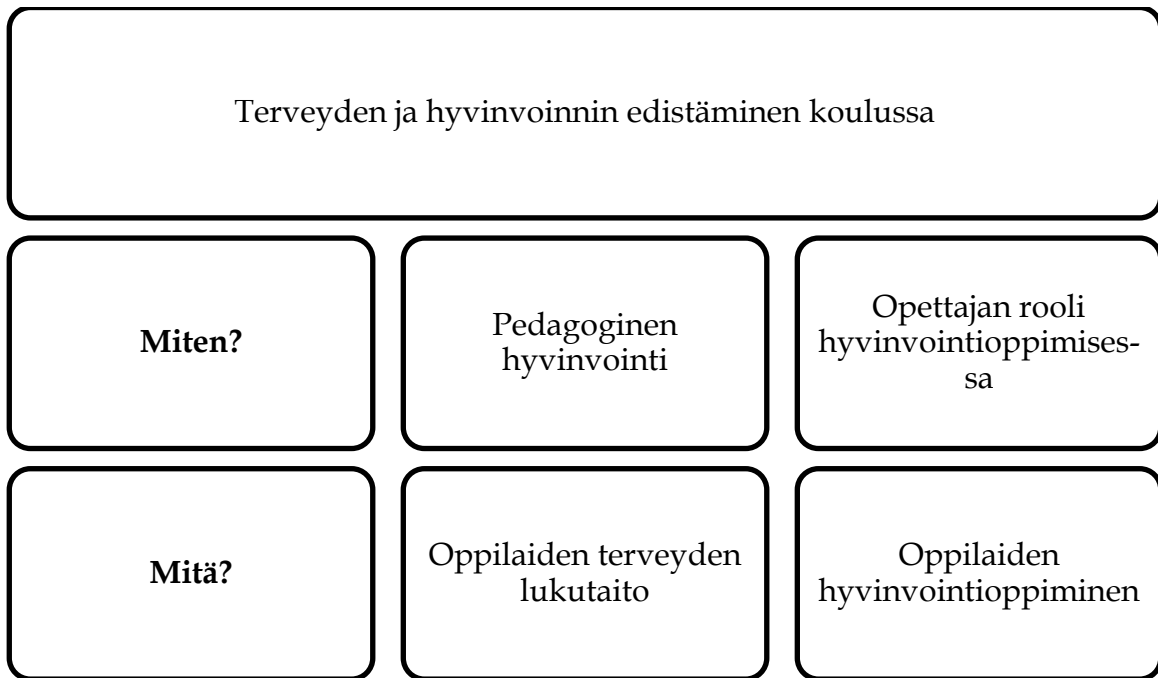 Terveyden ja hyvinvoinnin edistäminen koulussa
Miten?
Pedagoginen
hyvinvointi
Opettajan rooli
hyvinvointioppimises-
sa
Mitä?
Oppilaiden terveyden
lukutaito
Oppilaiden
hyvinvointioppiminen